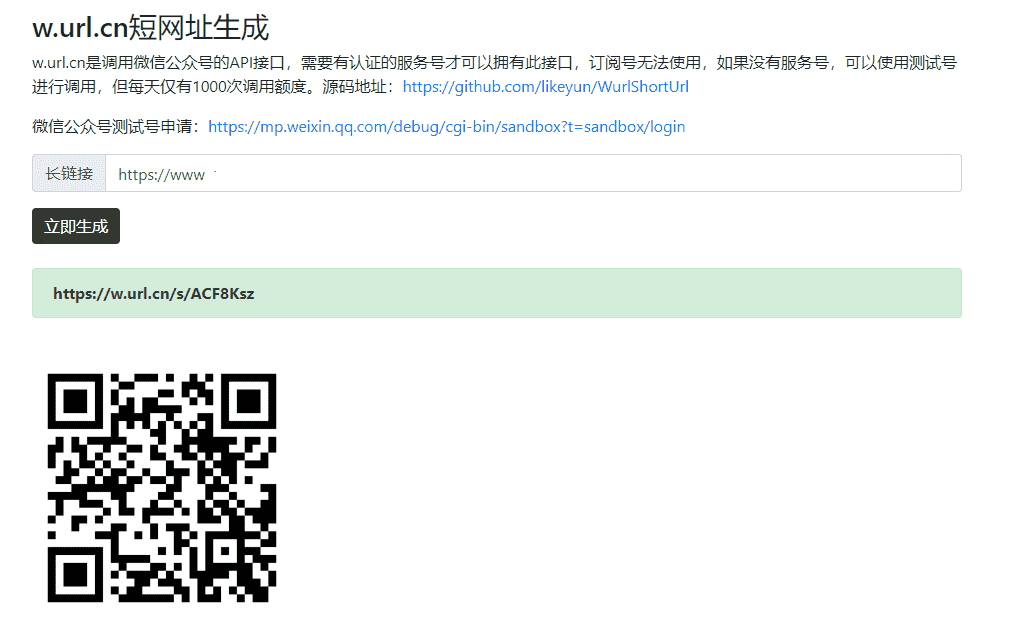 w.url.cn短网址生成
w.url.cn是调用微信公众号的API接口，需要有认证的服务号才可以拥有此接口，订阅号无法使用，如果没有服务号，可以使用测试号
进行调用，但每天仅有1000次调用额度。源码地址：https://github.com/likeyun/WurlShortUrl
微信公众号测试号申请：https://mp.weixin.qq.com/debug/cgi-bin/sandbox?t=sandbox/login
长链接 https://www
立即生成
https://w.url.cn/s/ACF8Ksz